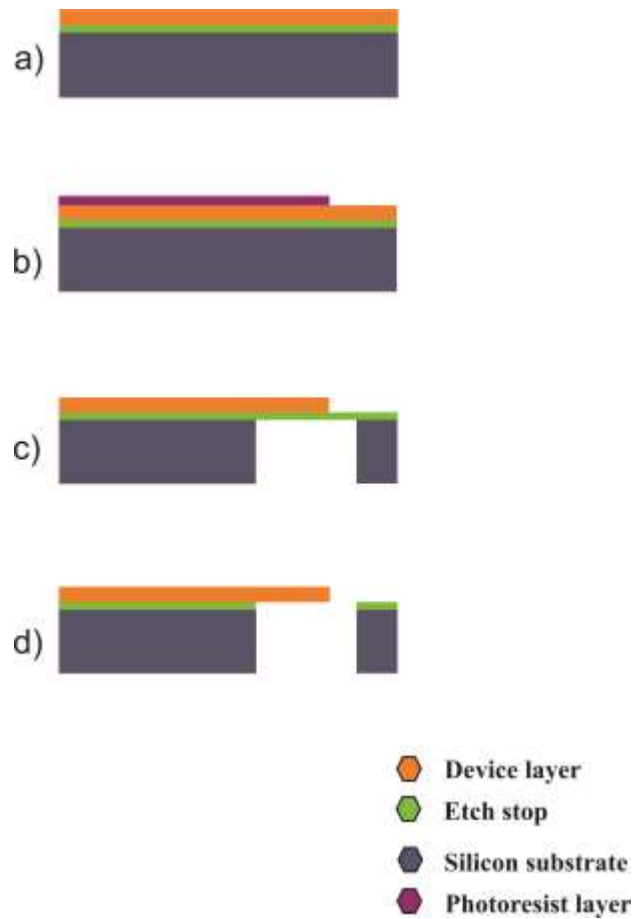 a)
b)
c)
d)
Device layer
Etch stop
Silicon substrate
Photoresist layer